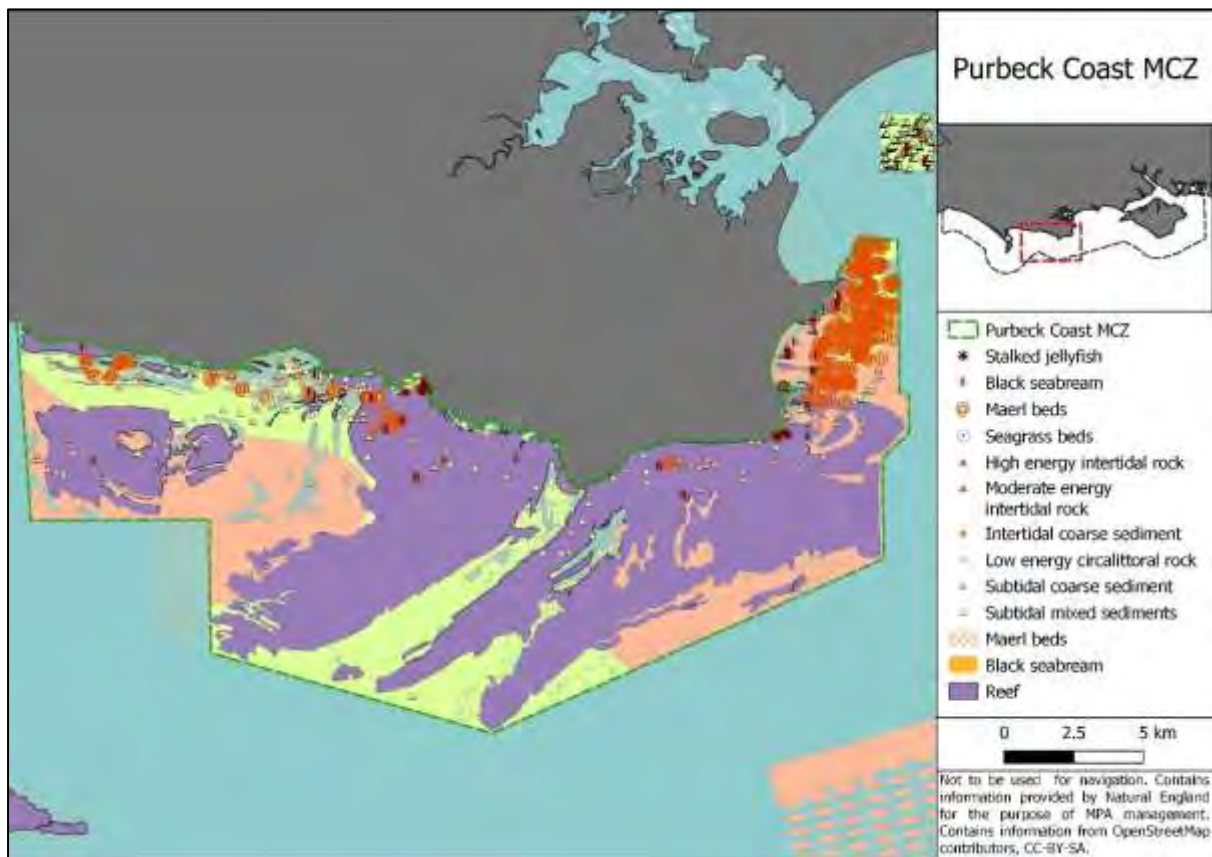 Purbeck Coast MCZ
Purbeck Coast MCZ
Stalked jellyfish
Black seabream
Maerl beds
Seagrass beds
High energy intertidal rock
Moderate energy
intertidal rock
Intertidal coarse sediment
Low energy circalittoral rock
Subtidal coarse sediment
Subtidal mixed sediments
Maerl beds
Black seabream
Reef
0 2.5 5 km
Not to be used for navigation. Contains
information provided by Natural England
for the purpose of MPA management.
Contains information from OpenStreetMap
contributors, CC-BY-SA.